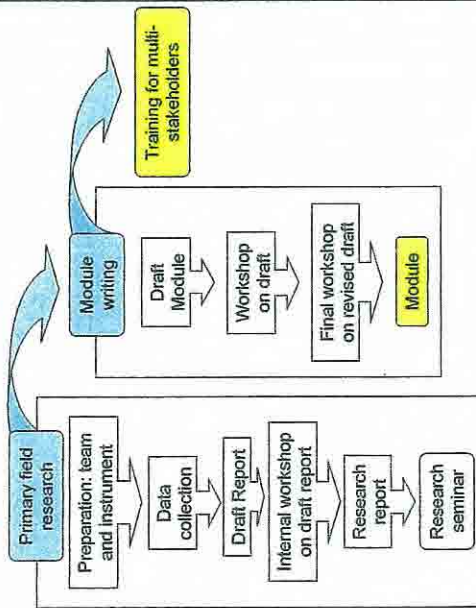 Primary field
research
Preparation: team
and instrument
Data
collection
Draft Report
Internal workshop
on draft report
Research
report
Research
seminar
Module
writing
Draft
Module
Workshop
on draft
Final workshop
on revised draft
Module
Training for multi-
stakeholders